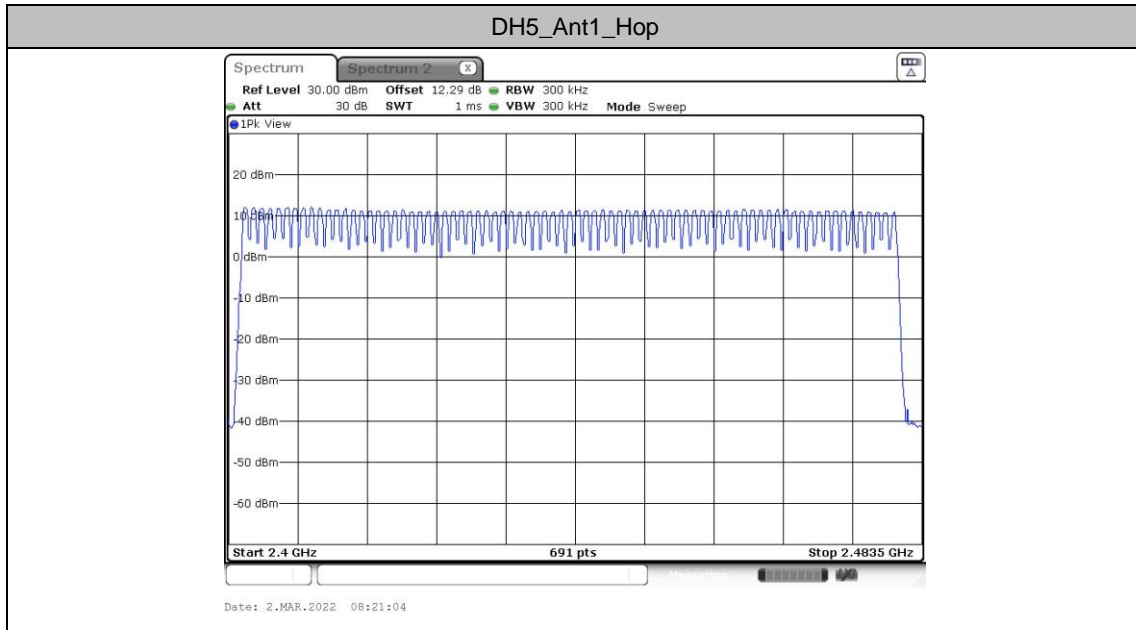 DH5_Ant1_Hop
Spectrum Spectrum 2 X
Ref Level 30.00 dBm Offset 12.29 dB RBW 300 kHz
Att 30 dB SWT 1 ms VBW 300 kHz Mode Sweep
1Pk View
20 dBm
10 dBm
0 dBm
-10 dBm
-20 dBm
-30 dBm
-40 dBm
-50 dBm
-60 dBm
Start 2.4 GHz 691 pts Stop 2.4835 GHz
Measuring...
Date: 2.MAR.2022 08:21:04